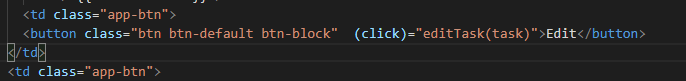 <td class="app-btn">
<button class="btn btn-default btn-block"  (click)="editTask(task)">Edit</button>
</td>
<td class="app-btn">